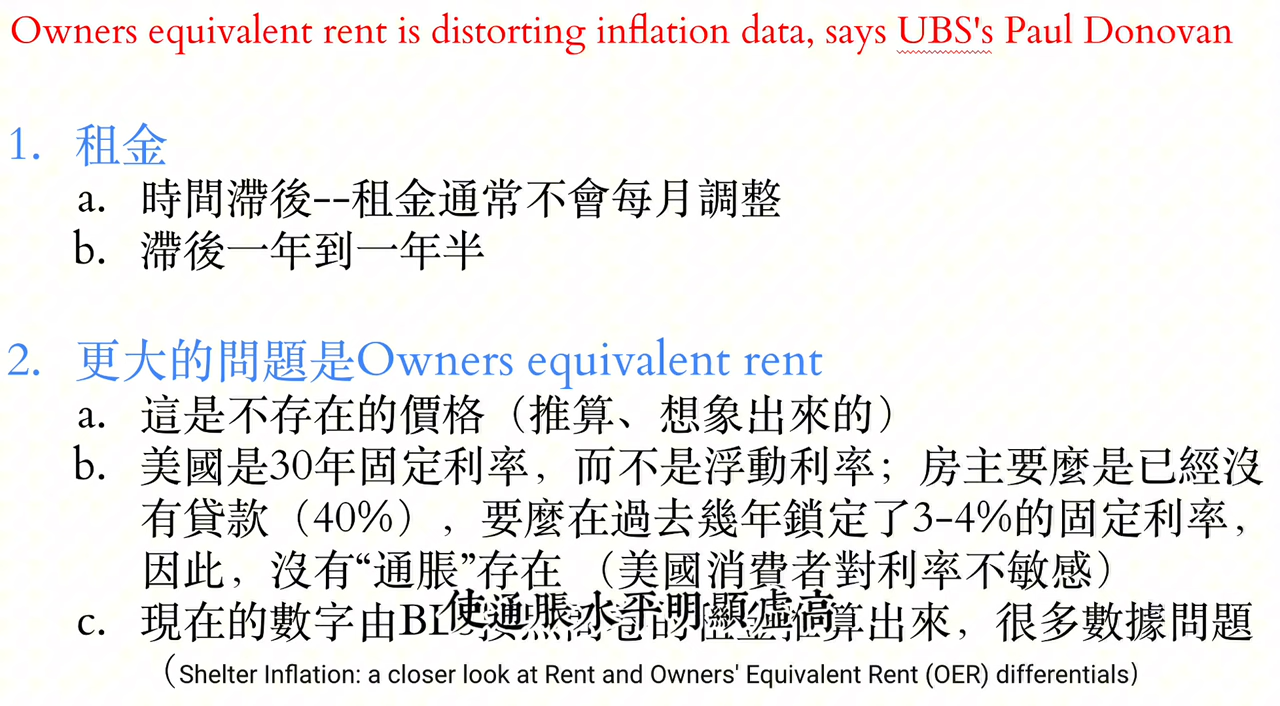 Owners equivalent rent is distorting inflation data, says UBS's Paul Donovan
1. 租金
a. 時間滯後--租金通常不會每月調整
b. 滯後一年到一年半
2. 更大的問題是Owners equivalent rent
a. 這是不存在的價格（推算、想象出來的）
b. 美國是30年固定利率，而不是浮動利率；房主要麼是已經沒
有貸款（40%），要麼在過去幾年鎖定了3-4%的固定利率，
因此，沒有“通脹”存在 （美國消費者對利率不敏感）
c. 現在的數字由 算出來，很多數據問題
使通脹水平明顯虛高
（Shelter Inflation: a closer look at Rent and Owners' Equivalent Rent (OER) differentials）